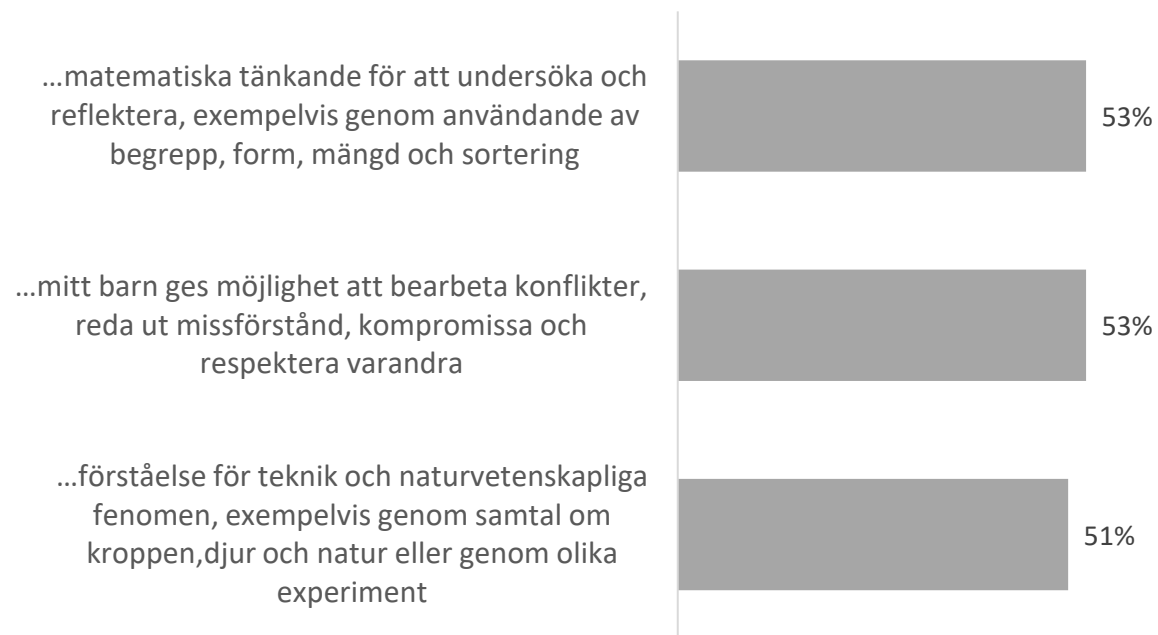 ...matematiska tänkande för att undersöka och
reflektera, exempelvis genom användande av
begrepp, form, mängd och sortering
53%
...mitt barn ges möjlighet att bearbeta konflikter,
reda ut missförstånd, kompromissa och
respektera varandra
53%
...förståelse för teknik och naturvetenskapliga
fenomen, exempelvis genom samtal om
kroppen,djur och natur eller genom olika
experiment
51%